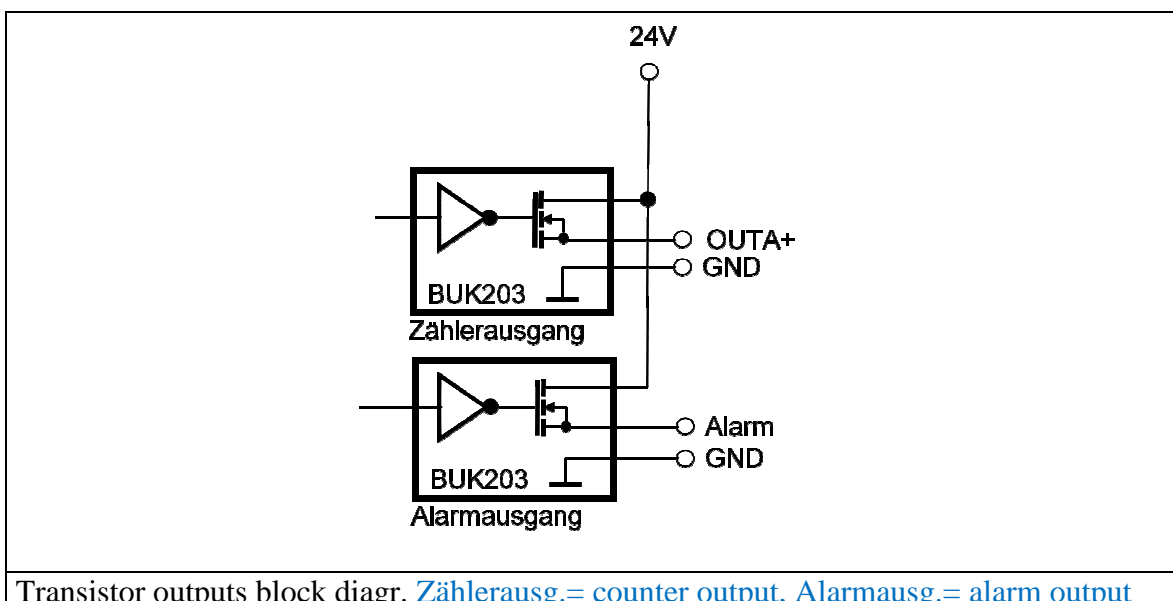 24V
OUTA+
GND
BUK203
Zählerausgang
Alarm
GND
BUK203
Alarmausgang
Transistor outputs block diagr. Zählerausg.= counter output, Alarmausg.= alarm output